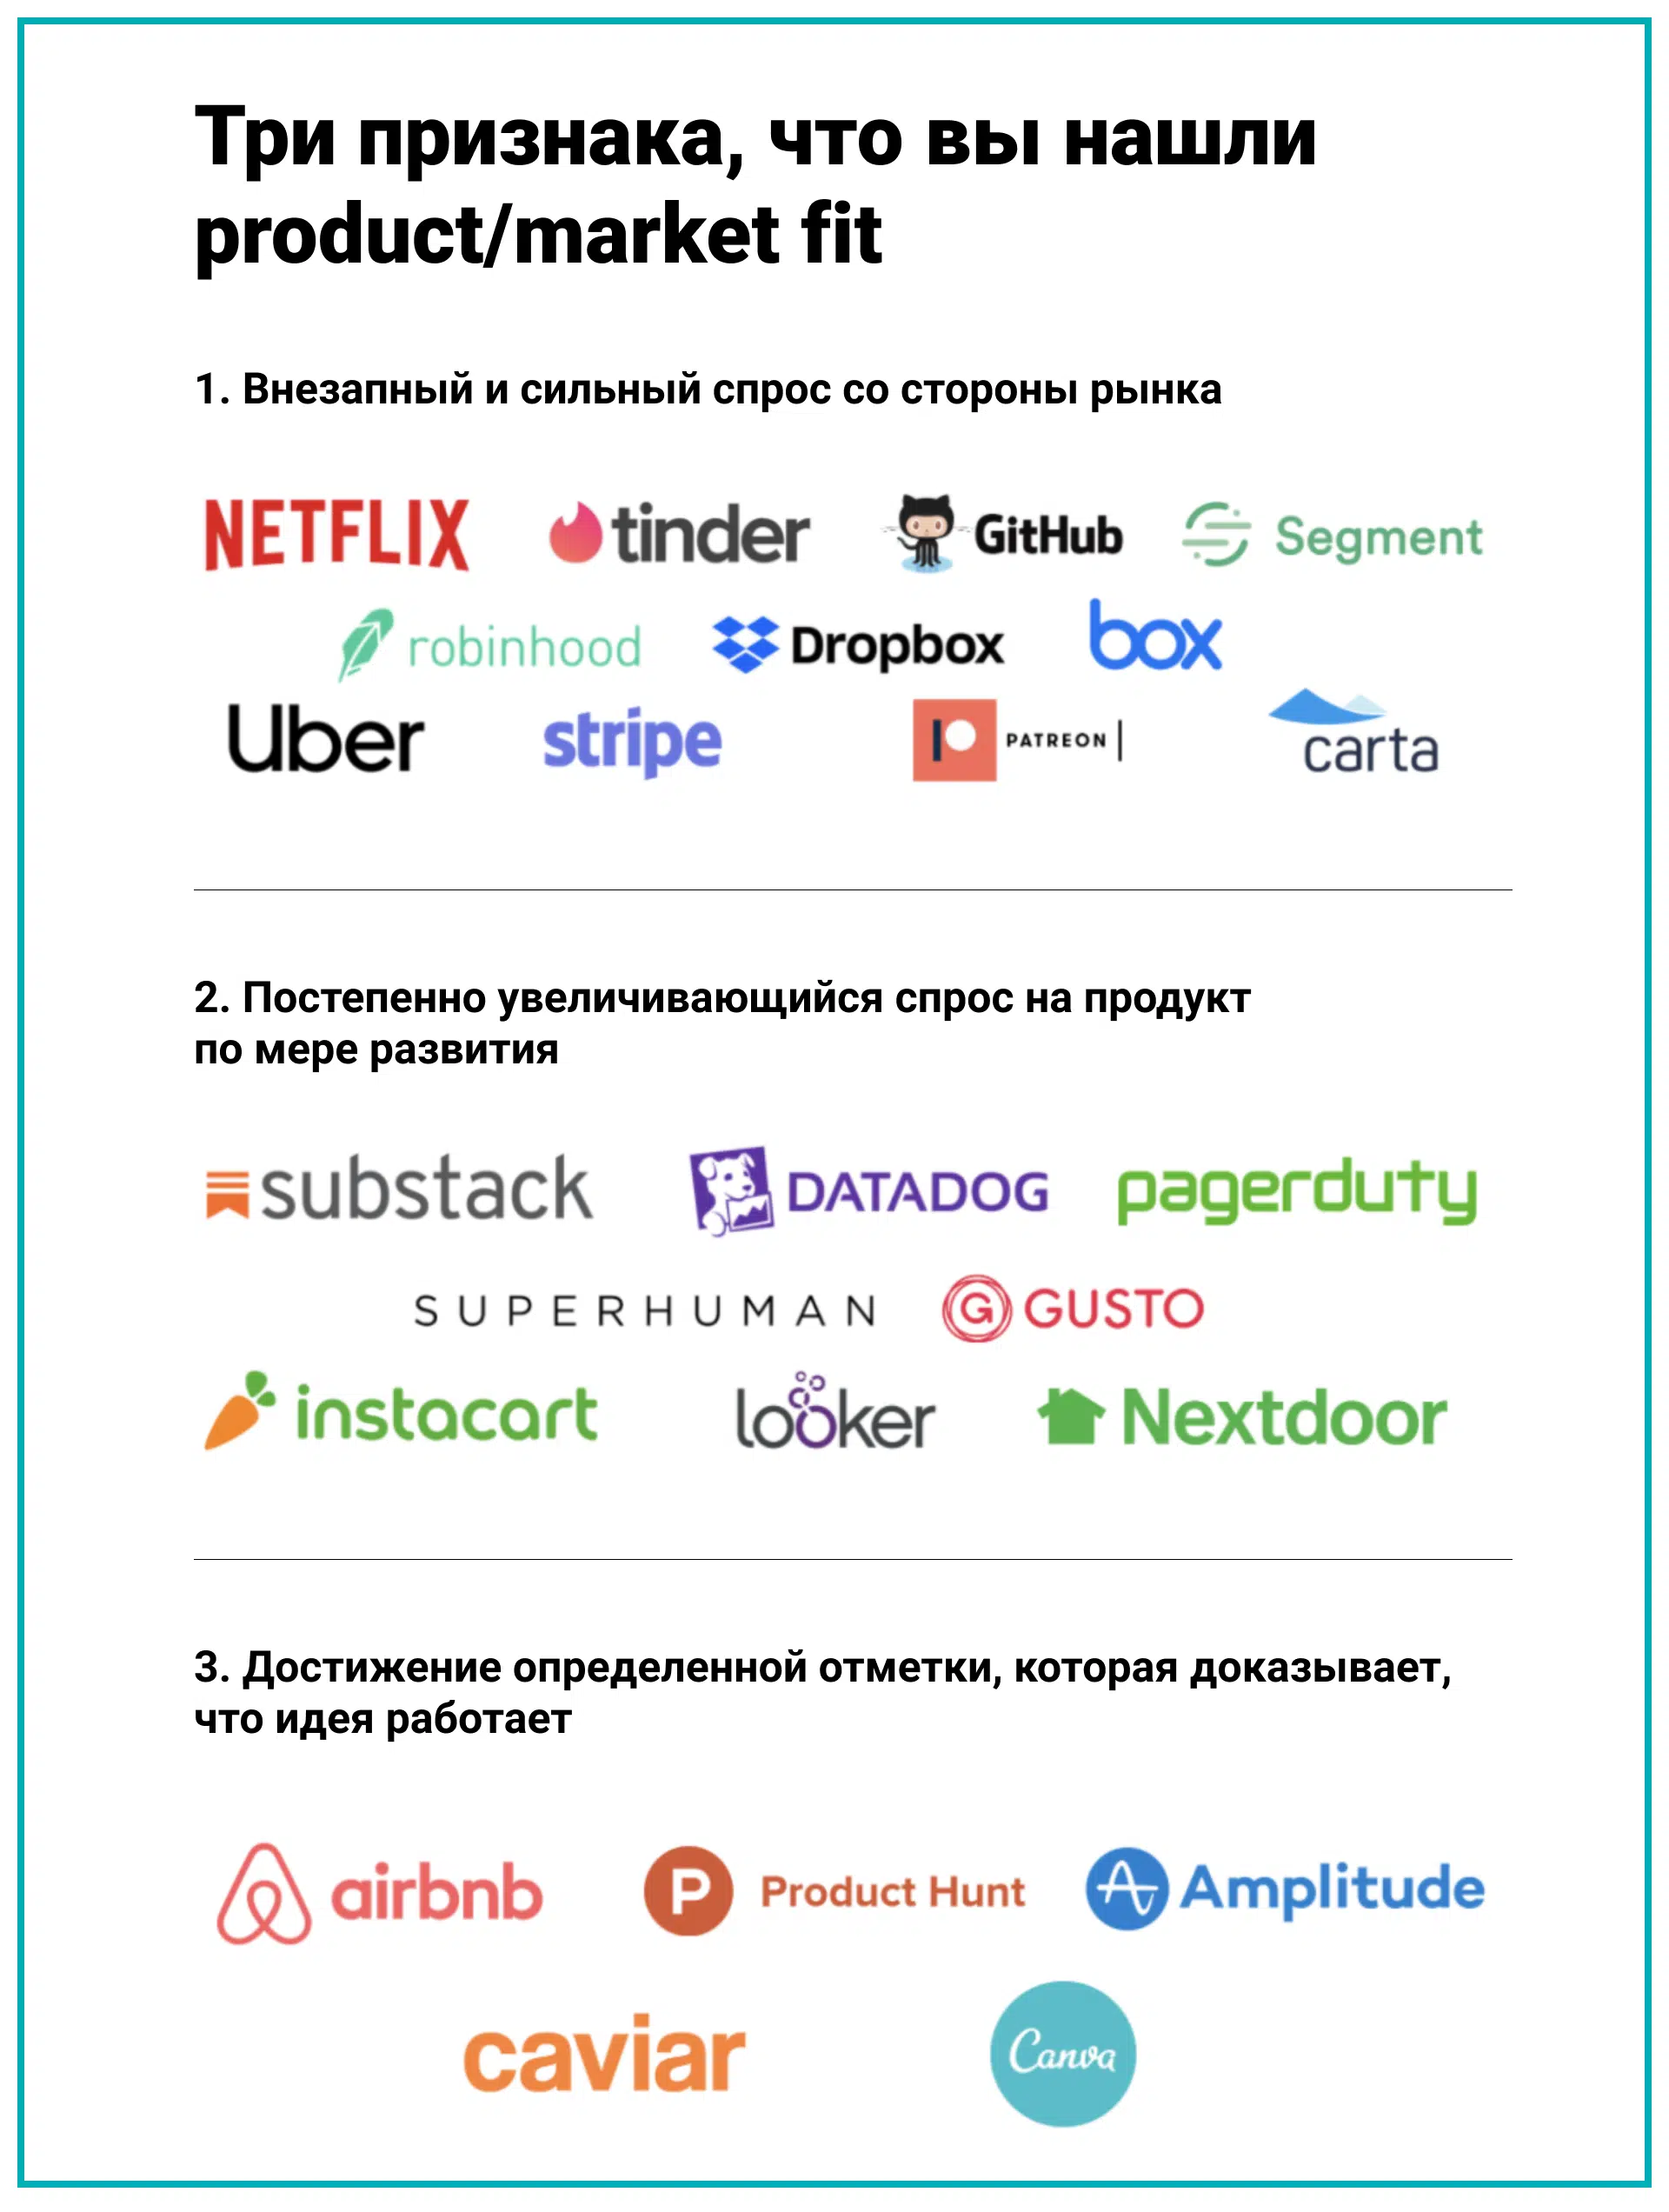 Три признака, что вы нашли
product/market fit
1. Внезапный и сильный спрос со стороны рынка
NETFLIX tinder GitHub Segment
robinhood Dropbox box
Uber stripe PATREON carta
2. Постепенно увеличивающийся спрос на продукт
по мере развития
substack DATADOG pagerduty
SUPERHUMAN G GUSTO
instacart looker Nextdoor
3. Достижение определенной отметки, которая доказывает,
что идея работает
airbnb P Product Hunt Amplitude
caviar Canva